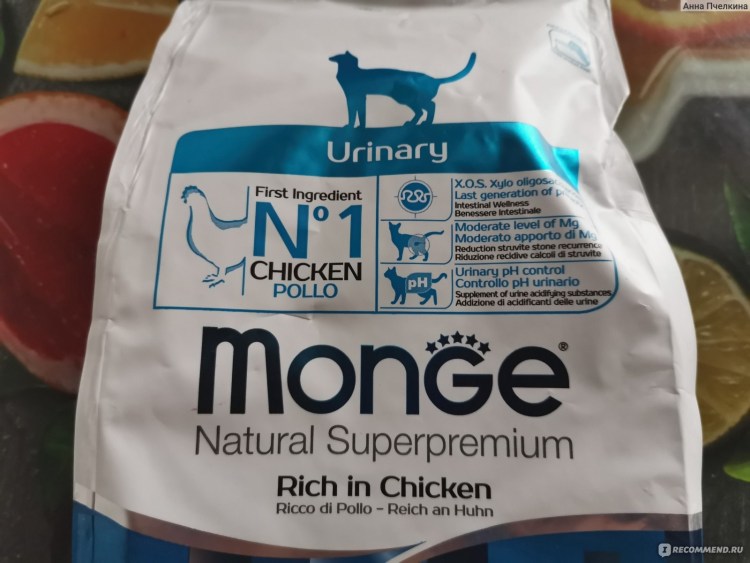 Анна Пчелкина
Urinary
First Ingredient
N°1
CHICKEN
POLLO
X.O.S. Xylo
Last generation of
Intestinal Wellness
Benessere Intestinale
Moderate level of Mg
Moderato apporto di Mg
Reduction struvite stone recurrence
Riduzione recidive calcoli di struvite
pH
Urinary pH control
Controllo pH urinario
Supplement of urine acidifying substances
Addizione di acidificanti delle urine
Monge®
Natural Superpremium
Rich in Chicken
Ricco di Pollo – Reich an Huhn
RECOMMEND.RU